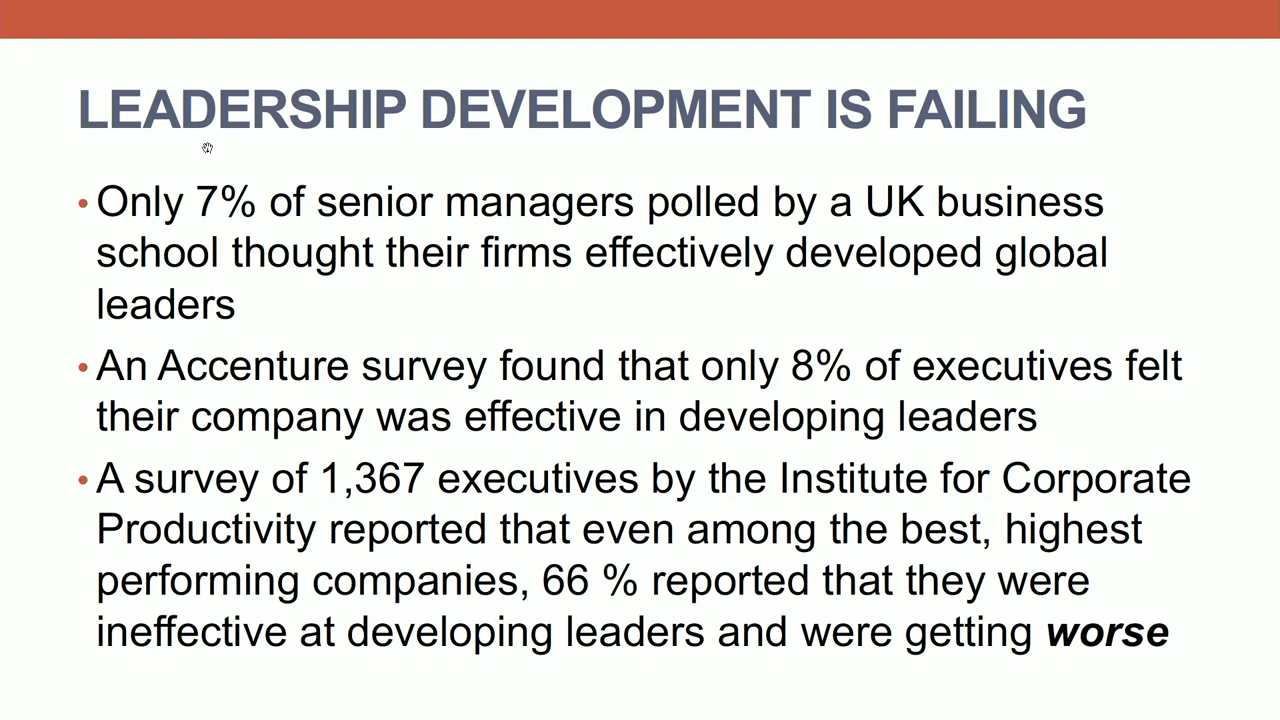 LEADERSHIP DEVELOPMENT IS FAILING
• Only 7% of senior managers polled by a UK business
school thought their firms effectively developed global
leaders
• An Accenture survey found that only 8% of executives felt
their company was effective in developing leaders
• A survey of 1,367 executives by the Institute for Corporate
Productivity reported that even among the best, highest
performing companies, 66 % reported that they were
ineffective at developing leaders and were getting worse